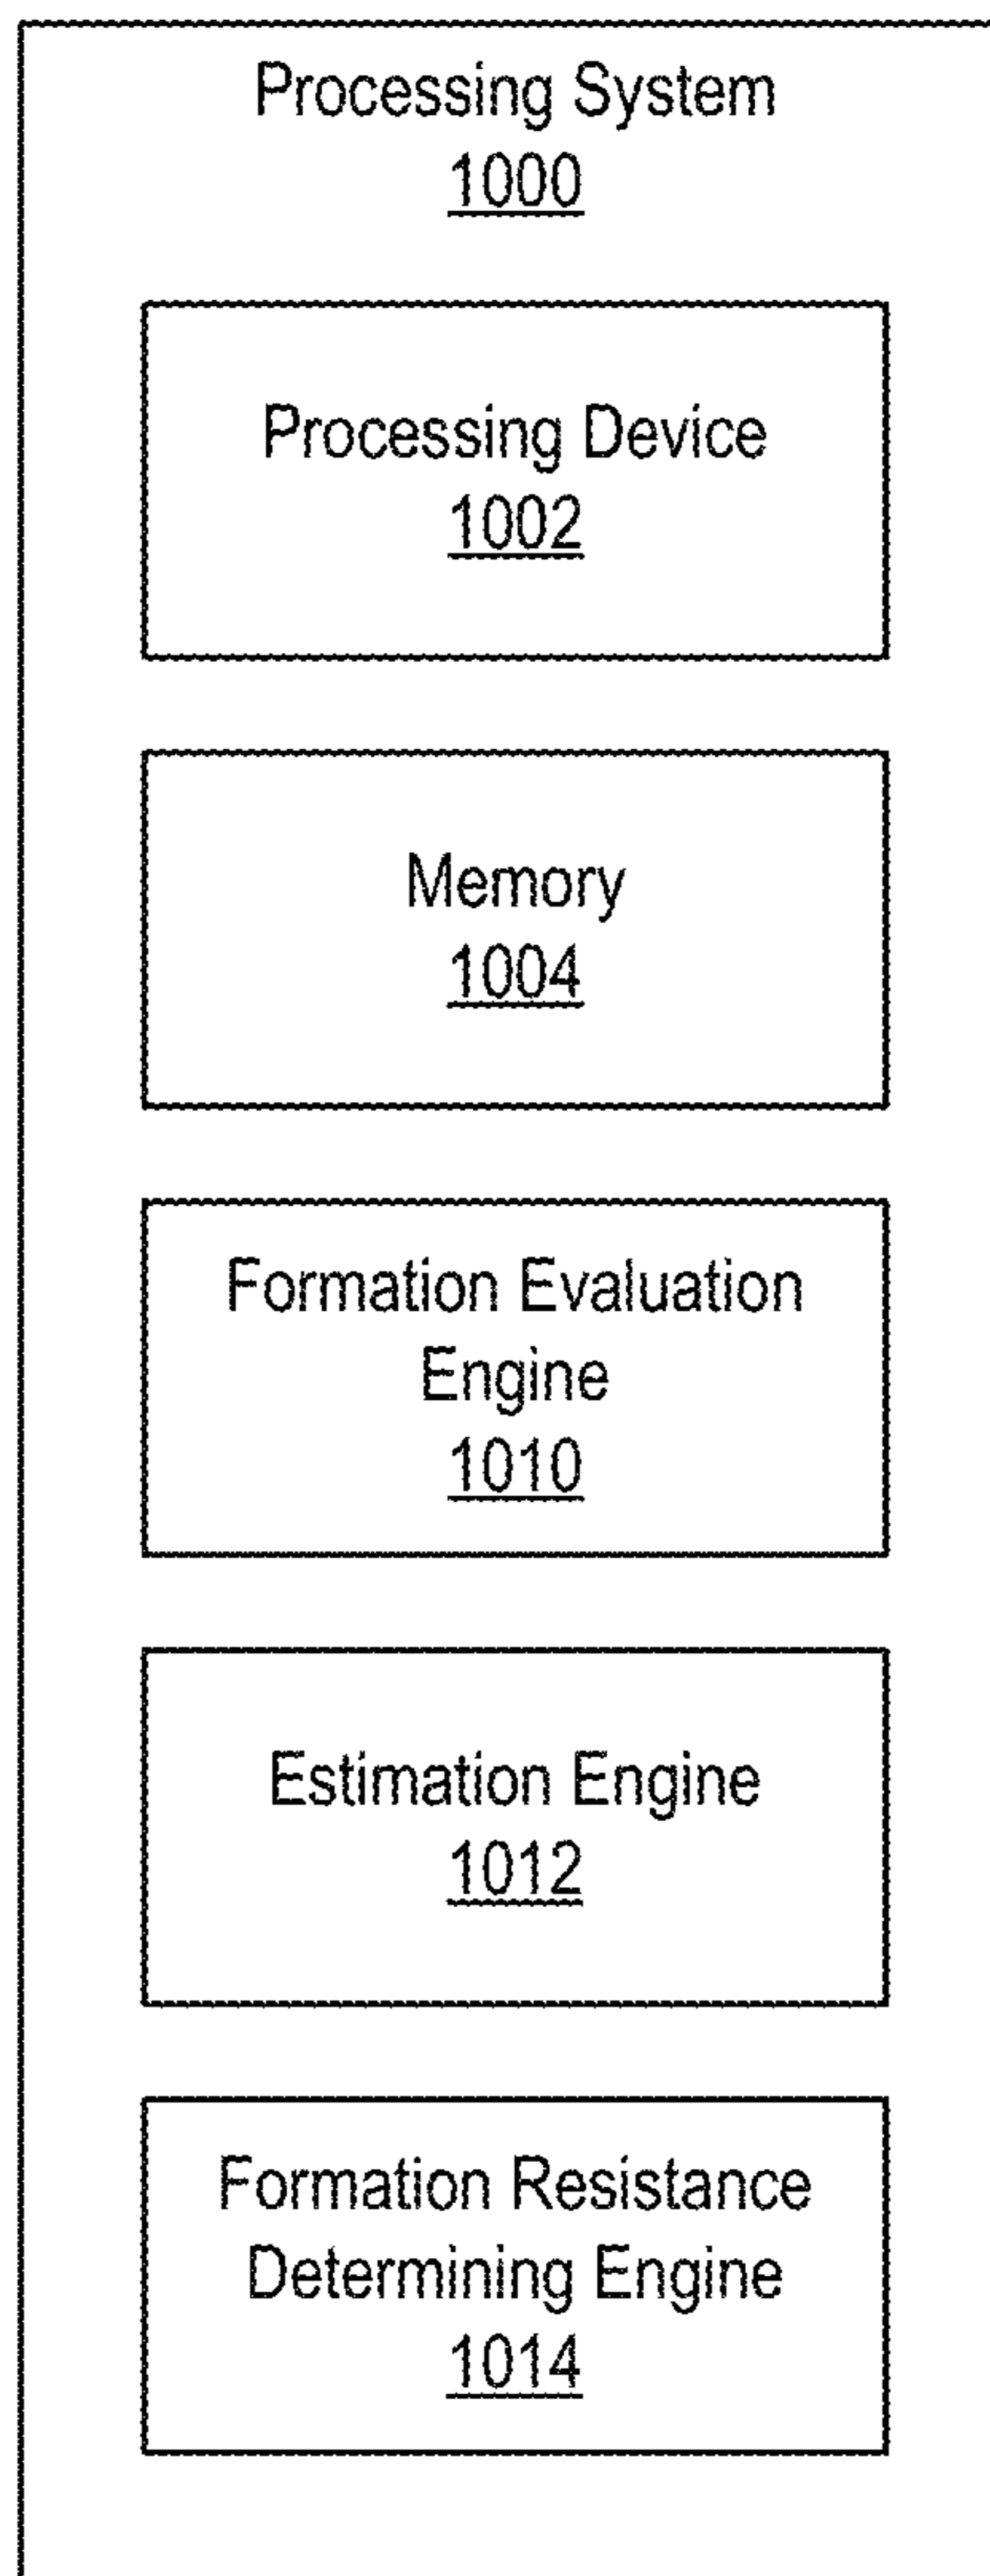 Processing System
1000
Processing Device
1002
Memory
1004
Formation Evaluation
Engine
1010
Estimation Engine
1012
Formation Resistance
Determining Engine
1014